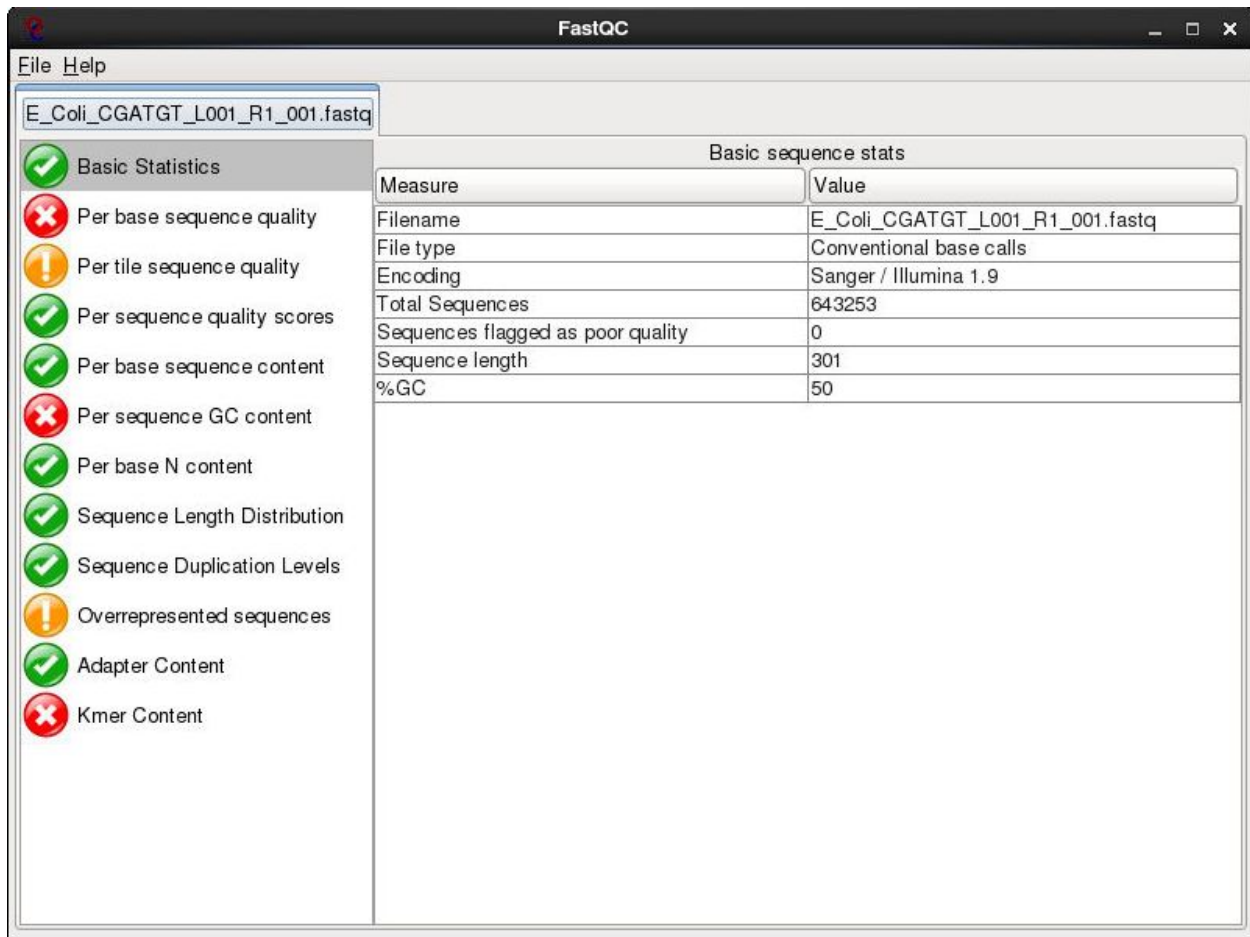 FastQC
File Help
E_Coli_CGATGT_L001_R1_001.fastq
Basic Statistics
Per base sequence quality
Per tile sequence quality
Per sequence quality scores
Per base sequence content
Per sequence GC content
Per base N content
Sequence Length Distribution
Sequence Duplication Levels
Overrepresented sequences
Adapter Content
Kmer Content
Basic sequence stats
Measure Value
Filename E_Coli_CGATGT_L001_R1_001.fastq
File type Conventional base calls
Encoding Sanger / Illumina 1.9
Total Sequences 643253
Sequences flagged as poor quality 0
Sequence length 301
%GC 50